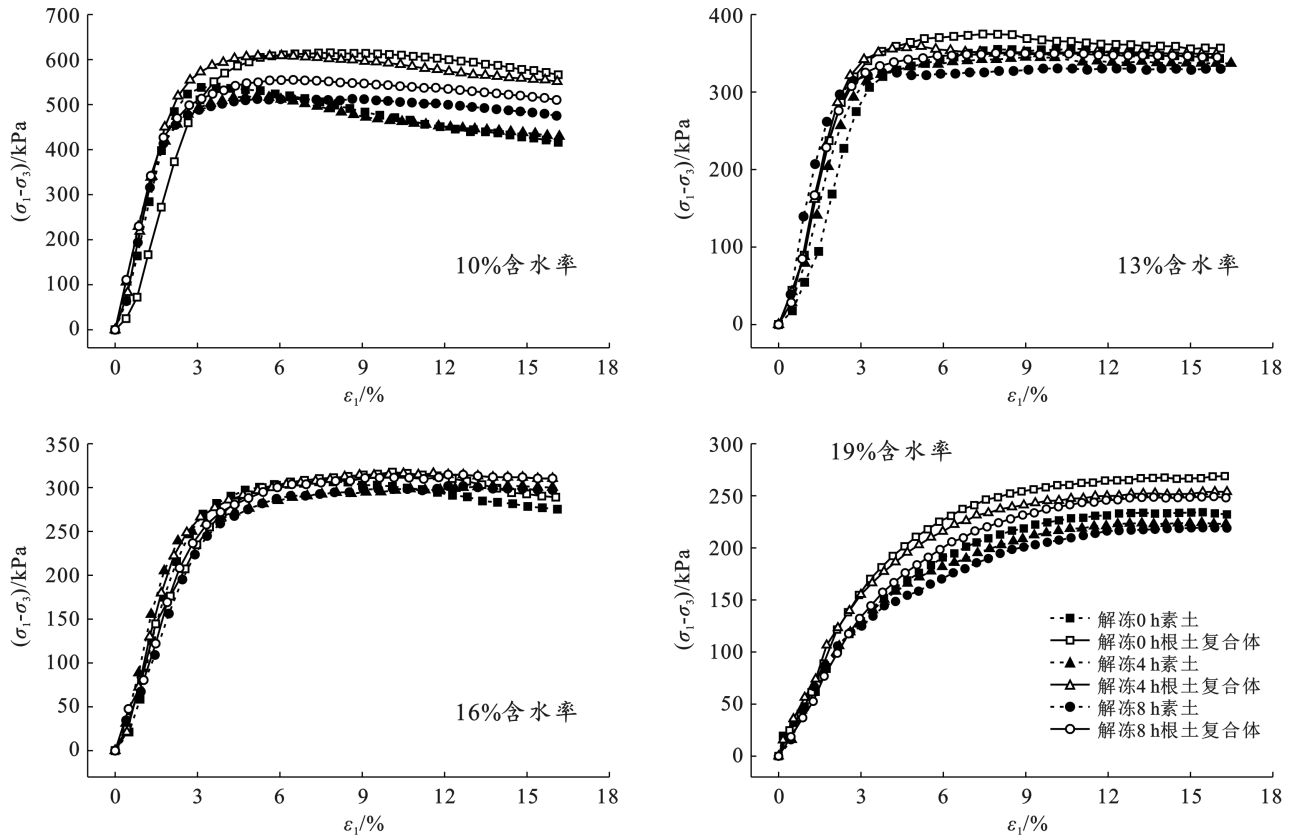 700
600
500
400
300
200
100
0
(σ₁-σ₃)/kPa
10%含水率
0 3 6 9 12 15 18
ε₁/%
400
300
200
100
0
(σ₁-σ₃)/kPa
13%含水率
0 3 6 9 12 15 18
ε₁/%
350
300
250
200
150
100
50
0
(σ₁-σ₃)/kPa
16%含水率
0 3 6 9 12 15 18
ε₁/%
300
250
200
150
100
50
0
(σ₁-σ₃)/kPa
19%含水率
解冻0 h素土
解冻0 h根土复合体
解冻4 h素土
解冻4 h根土复合体
解冻8 h素土
解冻8 h根土复合体
0 3 6 9 12 15 18
ε₁/%